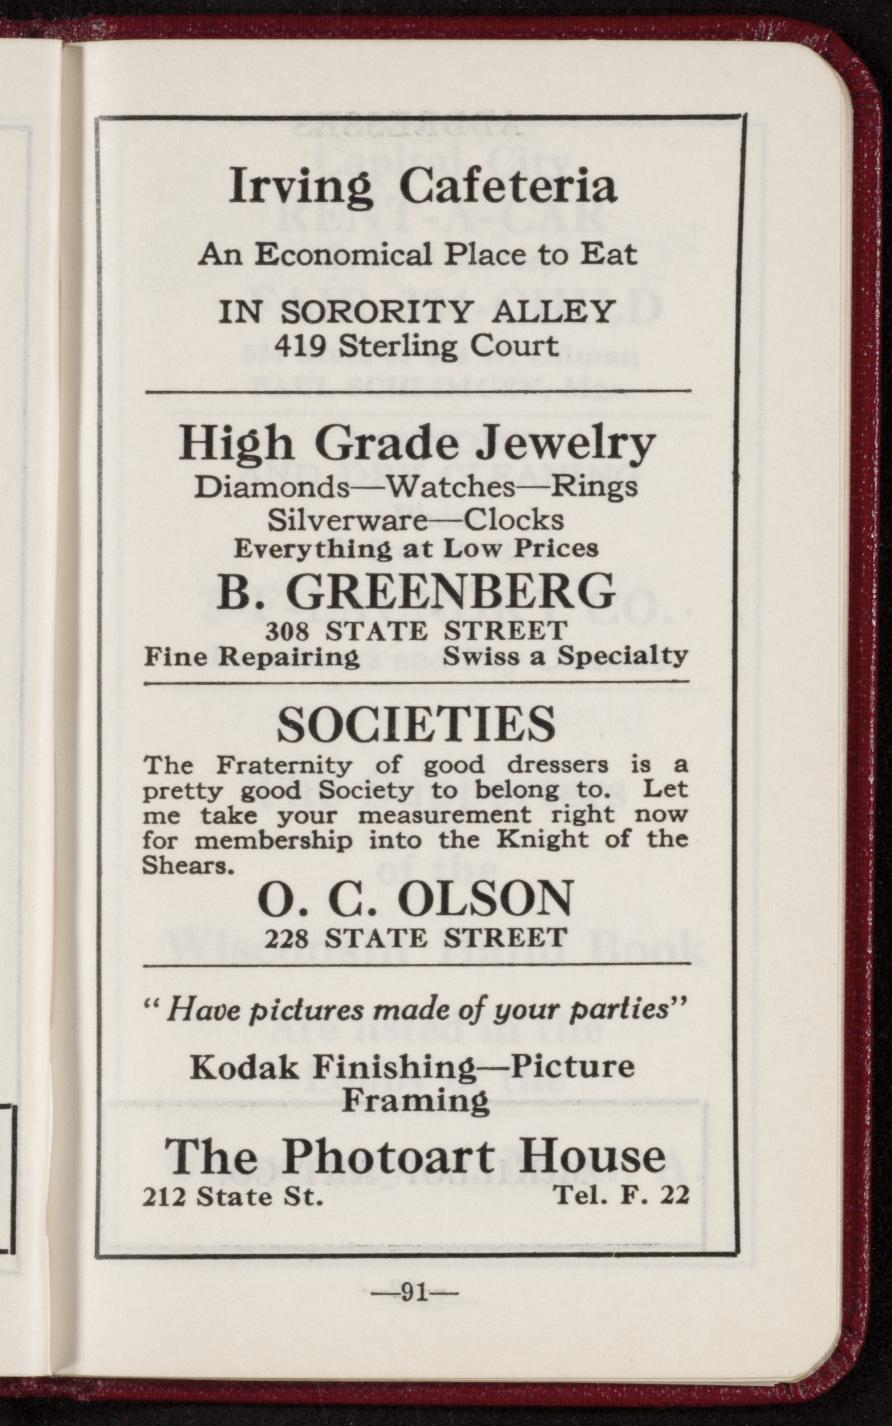 Irving Cafeteria
An Economical Place to Eat
IN SORORITY ALLEY
419 Sterling Court
High Grade Jewelry
Diamonds—Watches—Rings
Silverware—Clocks
Everything at Low Prices
B. GREENBERG
308 STATE STREET
Fine Repairing Swiss a Specialty
SOCIETIES
The Fraternity of good dressers is a
pretty good Society to belong to. Let
me take your measurement right now
for membership into the Knight of the
Shears.
O. C. OLSON
228 STATE STREET
"Have pictures made of your parties"
Kodak Finishing—Picture
Framing
The Photoart House
212 State St. Tel. F. 22
—91—